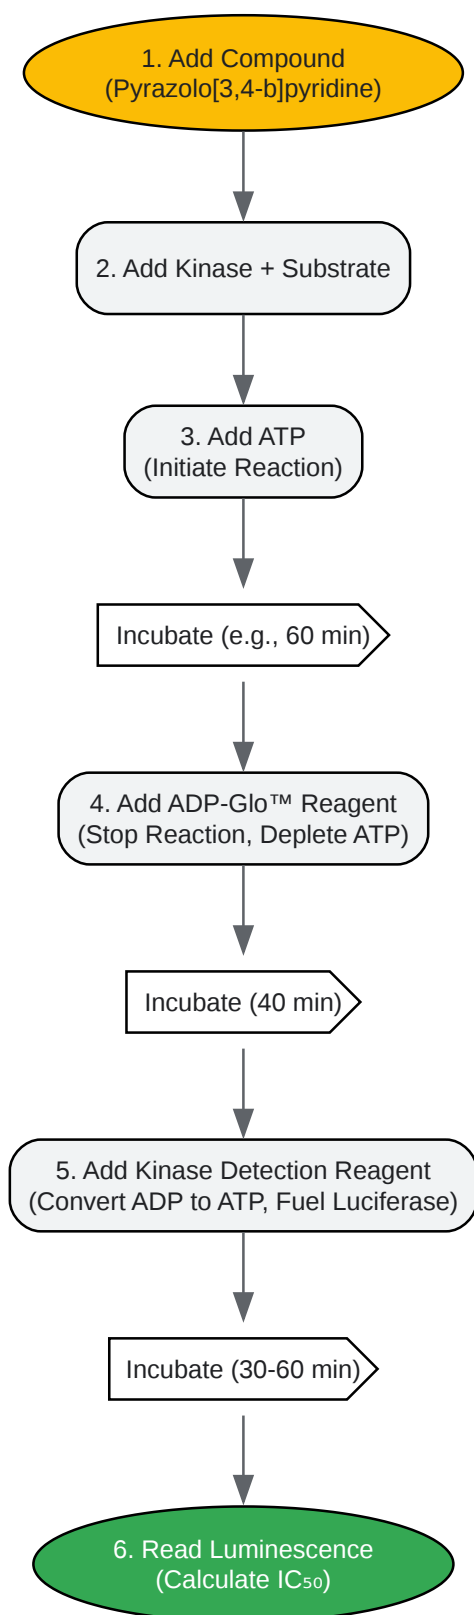 1. Add Compound
(Pyrazolo[3,4-b]pyridine)
2. Add Kinase + Substrate
3. Add ATP
(Initiate Reaction)
Incubate (e.g., 60 min)
4. Add ADP-Glo™ Reagent
(Stop Reaction, Deplete ATP)
Incubate (40 min)
5. Add Kinase Detection Reagent
(Convert ADP to ATP, Fuel Luciferase)
Incubate (30-60 min)
6. Read Luminescence
(Calculate IC₅₀)